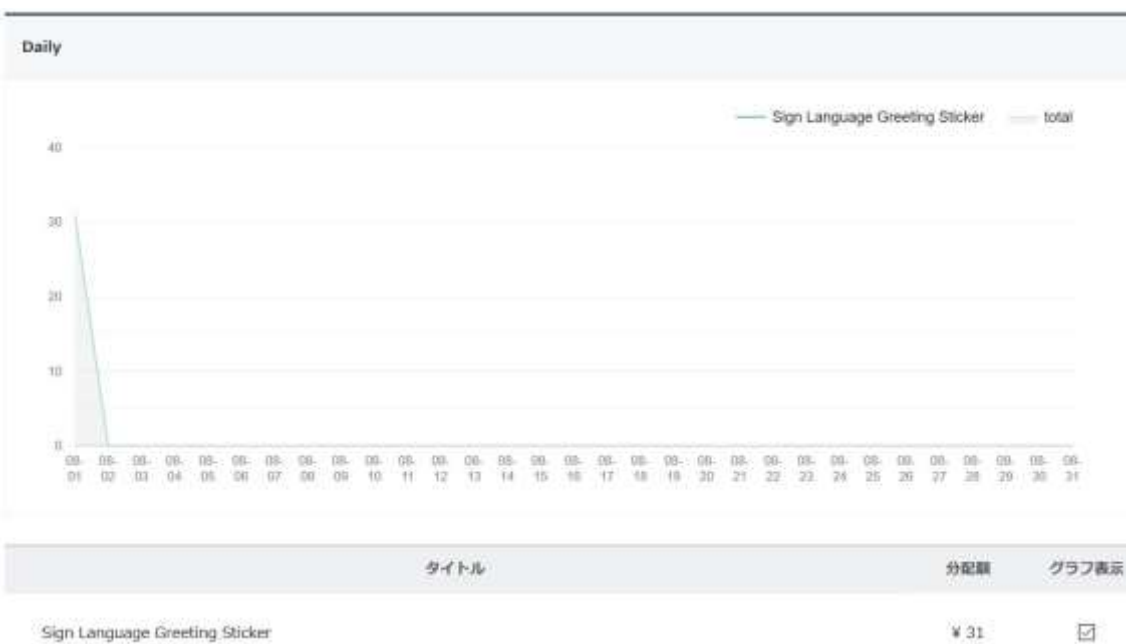 Daily
Sign Language Greeting Sticker total
40
30
20
10
0
08-01 08-02 08-03 08-04 08-05 08-06 08-07 08-08 08-09 08-10 08-11 08-12 08-13 08-14 08-15 08-16 08-17 08-18 08-19 08-20 08-21 08-22 08-23 08-24 08-25 08-26 08-27 08-28 08-29 08-30 08-31
タイトル 分配額 グラフ表示
Sign Language Greeting Sticker ¥ 31